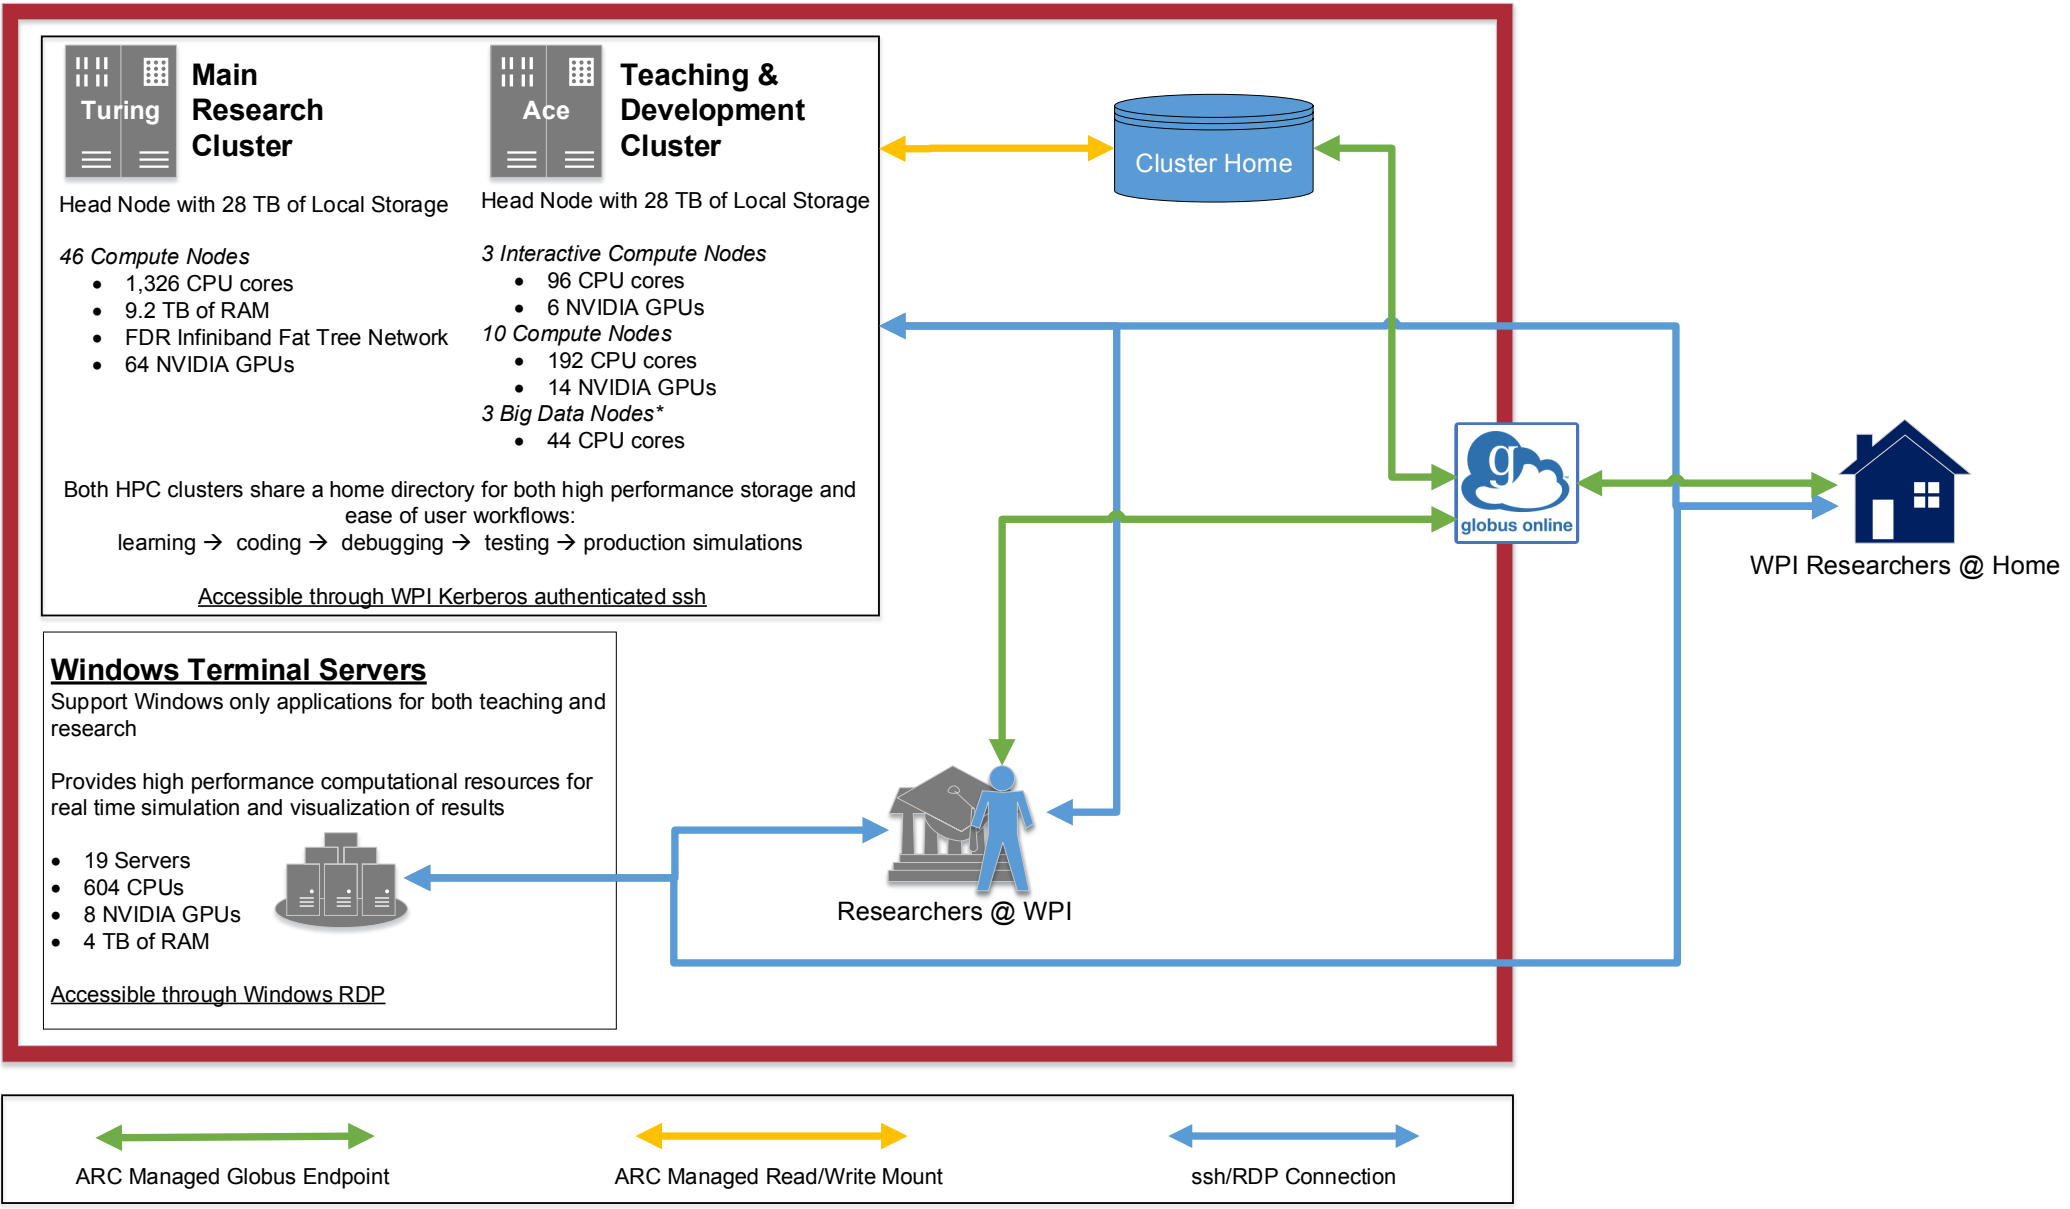 Turing
Main
Research
Cluster
Head Node with 28 TB of Local Storage
46 Compute Nodes
• 1,326 CPU cores
• 9.2 TB of RAM
• FDR Infiniband Fat Tree Network
• 64 NVIDIA GPUs
Ace
Teaching &
Development
Cluster
Head Node with 28 TB of Local Storage
3 Interactive Compute Nodes
• 96 CPU cores
• 6 NVIDIA GPUs
10 Compute Nodes
• 192 CPU cores
• 14 NVIDIA GPUs
3 Big Data Nodes*
• 44 CPU cores
Both HPC clusters share a home directory for both high performance storage and
ease of user workflows:
learning → coding → debugging → testing → production simulations
Accessible through WPI Kerberos authenticated ssh
Cluster Home
g
globus online
WPI Researchers @ Home
Windows Terminal Servers
Support Windows only applications for both teaching and
research
Provides high performance computational resources for
real time simulation and visualization of results
• 19 Servers
• 604 CPUs
• 8 NVIDIA GPUs
• 4 TB of RAM
Accessible through Windows RDP
Researchers @ WPI
ARC Managed Globus Endpoint
ARC Managed Read/Write Mount
ssh/RDP Connection